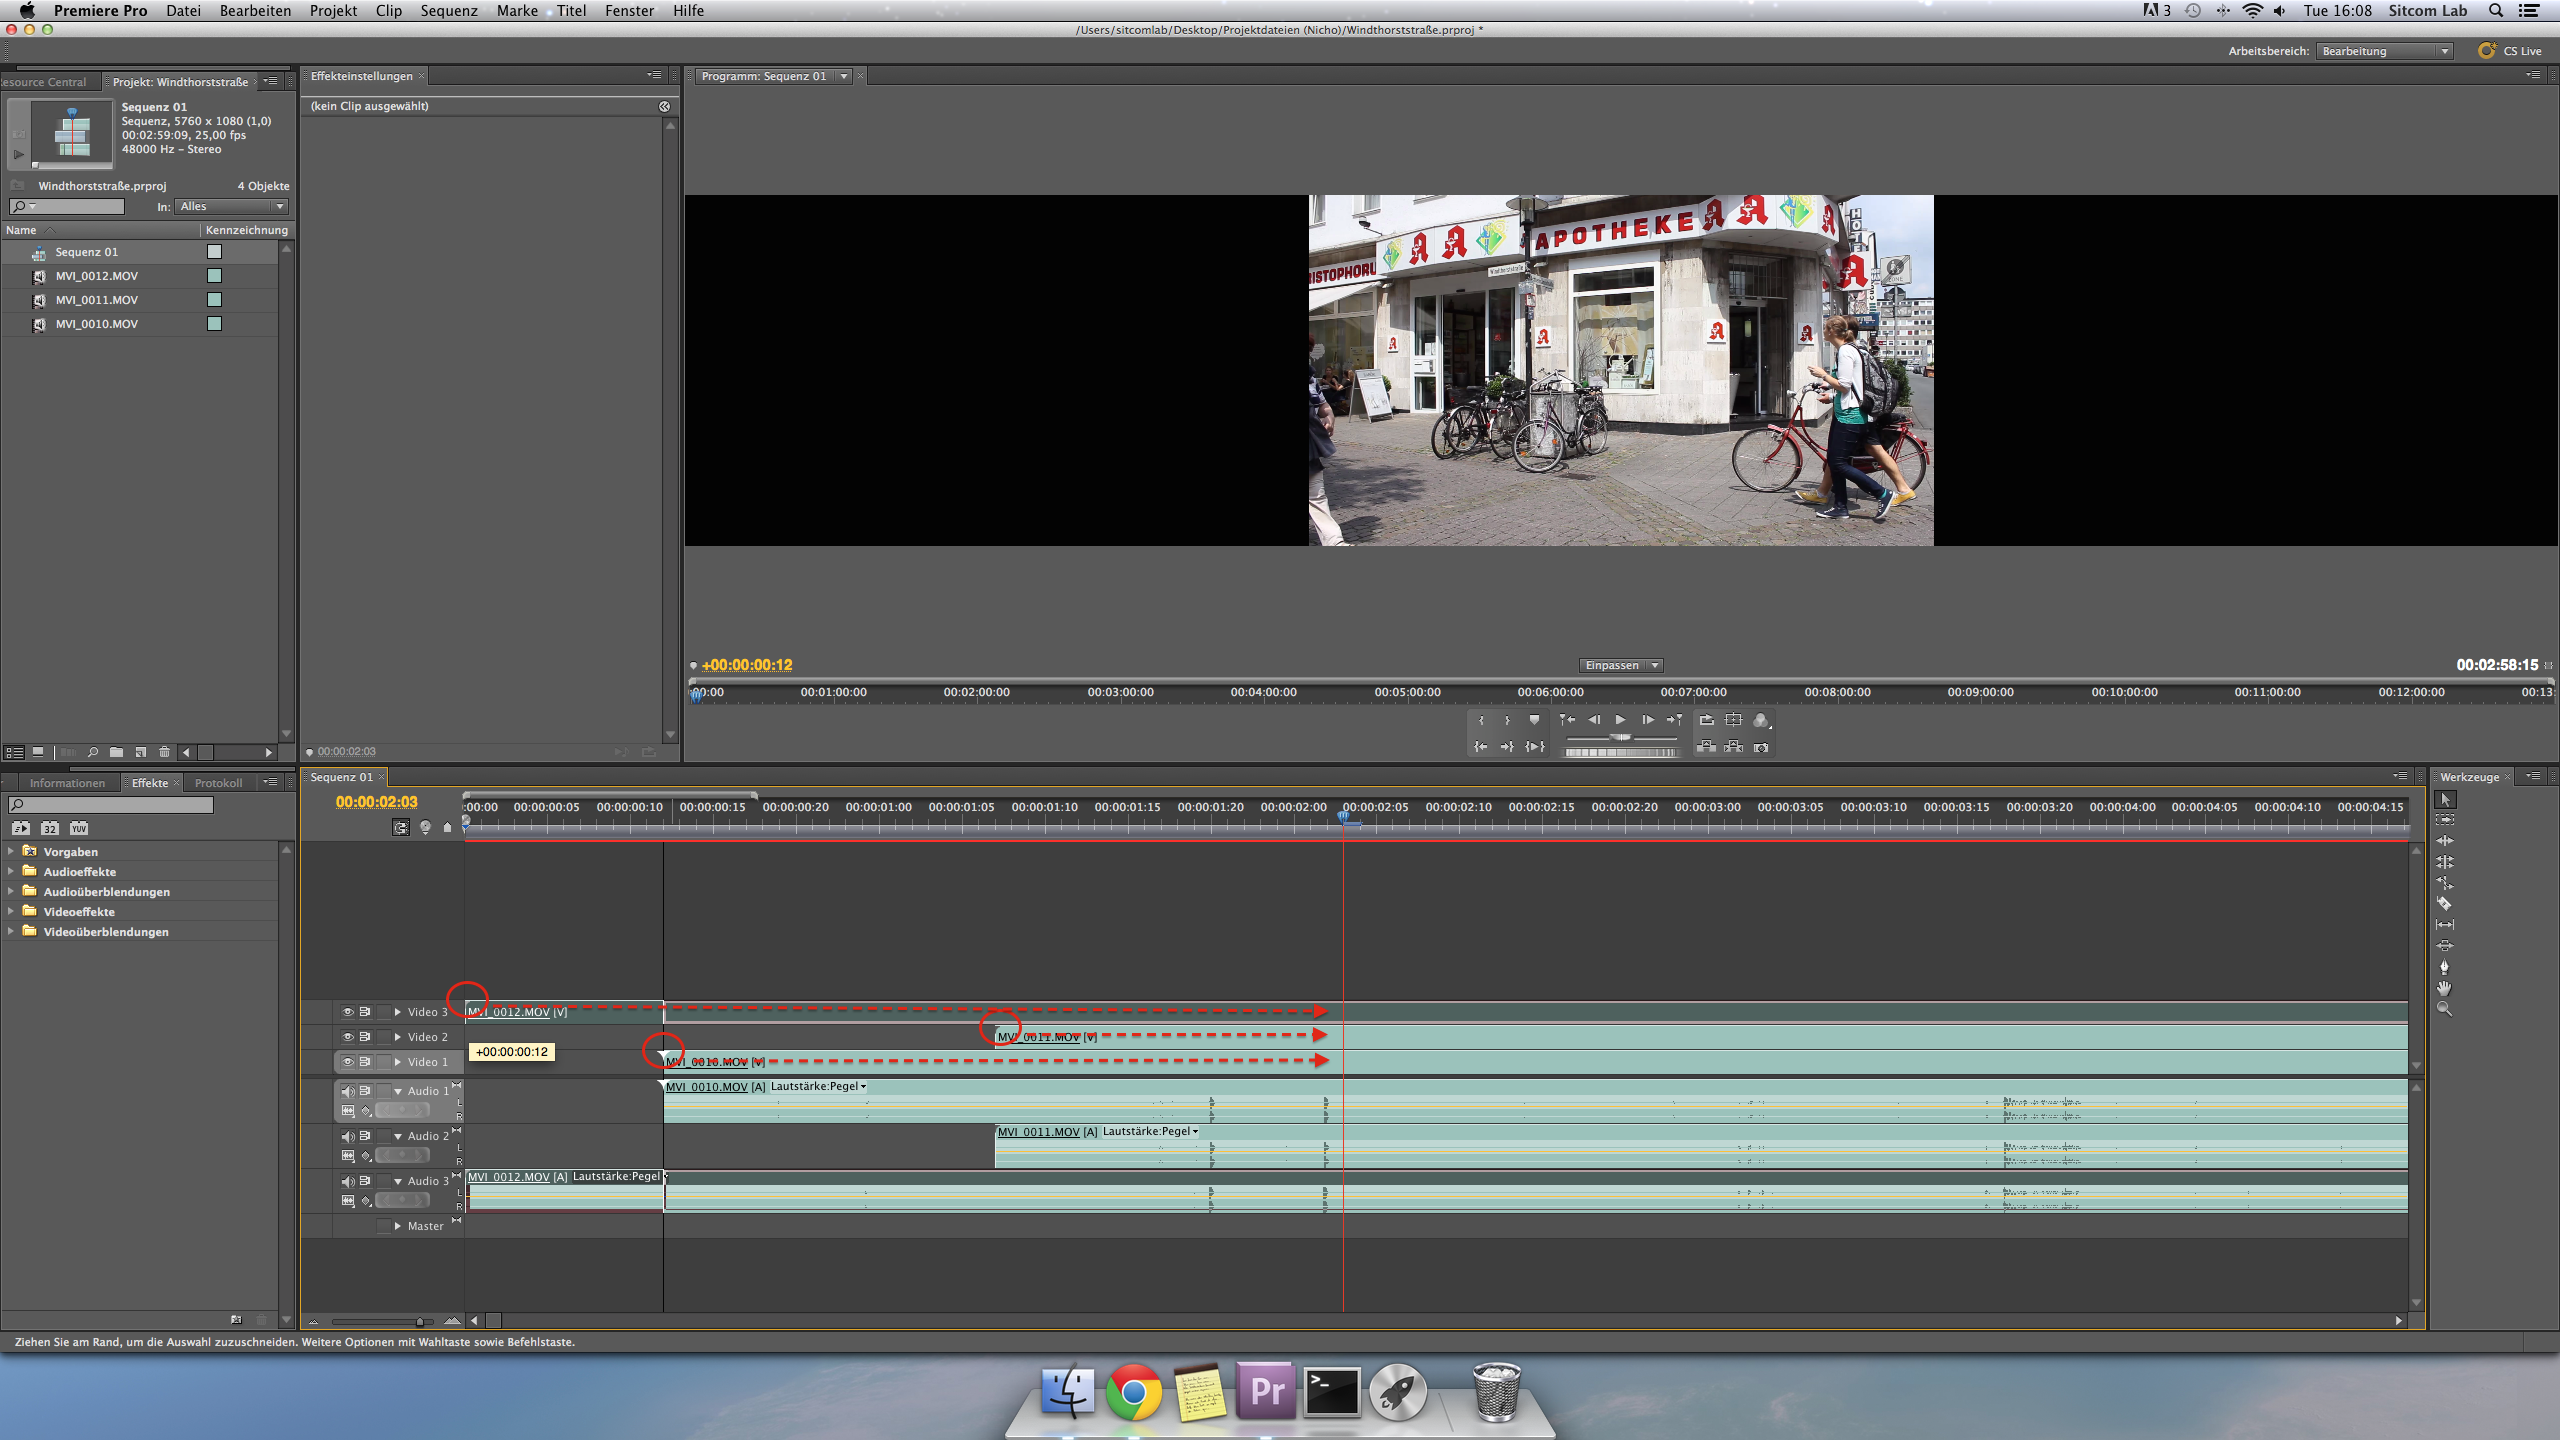 Premiere Pro Datei Bearbeiten Projekt Clip Sequenz Marke Titel Fenster Hilfe
3 Tue 16:08 Sitcom Lab
/Users/sitcomlab/Desktop/Projektdateien (Nicho)/Windthorststraße.prproj *
Arbeitsbereich: Bearbeitung CS Live
esource Central Projekt: Windthorststraße
Sequenz 01
Sequenz, 5760 x 1080 (1,0)
00:02:59:09, 25,00 fps
48000 Hz – Stereo
Windthorststraße.prproj 4 Objekte
In: Alles
Name Kennzeichnung
Sequenz 01
MVI_0012.MOV
MVI_0011.MOV
MVI_0010.MOV
Effekteinstellungen
(kein Clip ausgewählt)
00:00:02:03
Programm: Sequenz 01
APOTHEKE
RISTOPHORU
Windthorststraße
HOTE
ZONE
+00:00:00:12 Einpassen 00:02:58:15
00:00 00:01:00:00 00:02:00:00 00:03:00:00 00:04:00:00 00:05:00:00 00:06:00:00 00:07:00:00 00:08:00:00 00:09:00:00 00:10:00:00 00:11:00:00 00:12:00:00 00:13:
Informationen Effekte Protokoll
32 YUV
Vorgaben
Audioeffekte
Audioüberblendungen
Videoeffekte
Videoüberblendungen
Sequenz 01
00:00:02:03
:00:00 00:00:00:05 00:00:00:10 00:00:00:15 00:00:00:20 00:00:01:00 00:00:01:05 00:00:01:10 00:00:01:15 00:00:01:20 00:00:02:00 00:00:02:05 00:00:02:10 00:00:02:15 00:00:02:20 00:00:03:00 00:00:03:05 00:00:03:10 00:00:03:15 00:00:03:20 00:00:04:00 00:00:04:05 00:00:04:10 00:00:04:15
Video 3 MVI_0012.MOV [V]
Video 2 MVI_0011.MOV [V]
+00:00:00:12
Video 1 MVI_0010.MOV [V]
Audio 1 MVI_0010.MOV [A] Lautstärke:Pegel
L
R
Audio 2 MVI_0011.MOV [A] Lautstärke:Pegel
L
R
Audio 3 MVI_0012.MOV [A] Lautstärke:Pegel
L
R
Master
Werkzeuge
Ziehen Sie am Rand, um die Auswahl zuzuschneiden. Weitere Optionen mit Wahltaste sowie Befehlstaste.
Pr